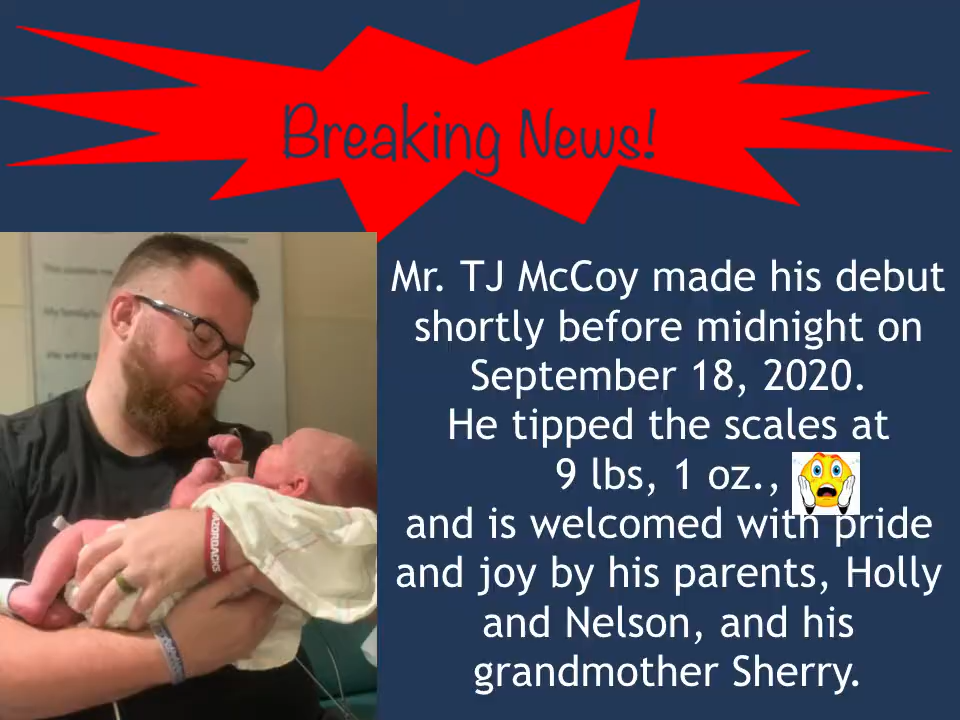 Breaking News!
Mr. TJ McCoy made his debut
shortly before midnight on
September 18, 2020.
He tipped the scales at
9 lbs, 1 oz.,
and is welcomed with pride
and joy by his parents, Holly
and Nelson, and his
grandmother Sherry.
RAZORBACKS